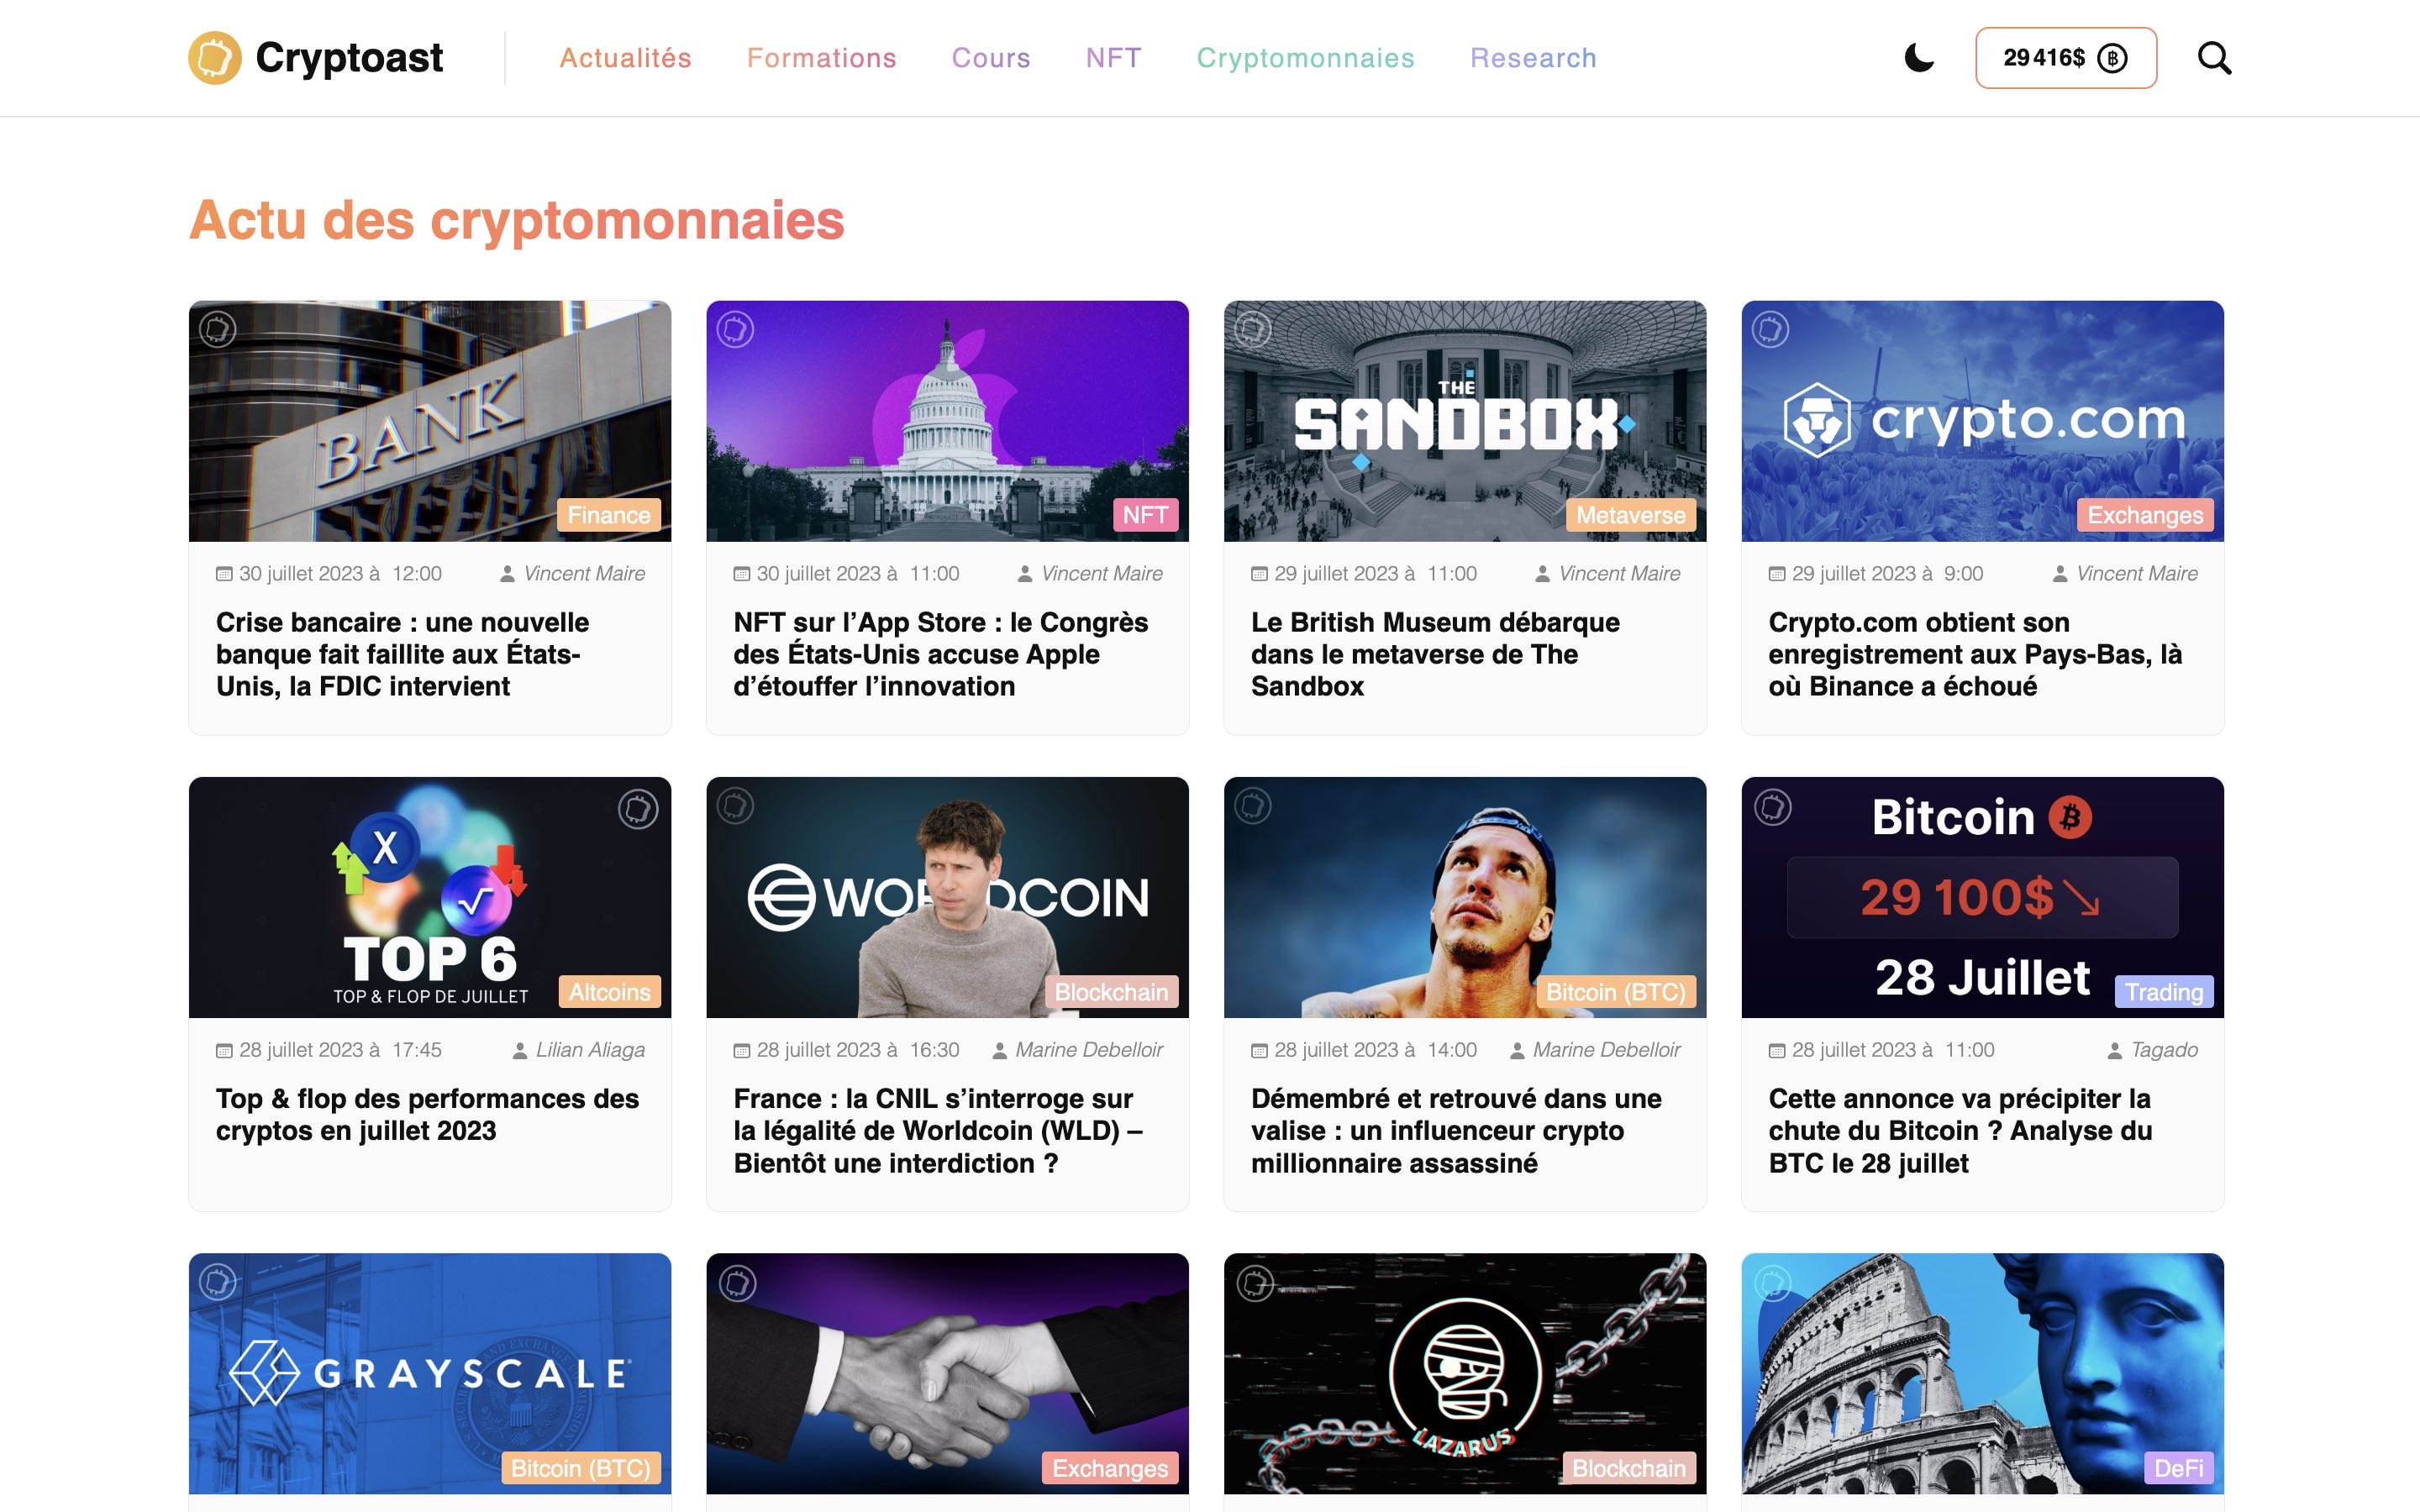 Cryptoast
Actualités
Formations
Cours
NFT
Cryptomonnaies
Research
29 416$
Actu des cryptomonnaies
BANK
Finance
30 juillet 2023 à 12:00
Vincent Maire
Crise bancaire : une nouvelle
banque fait faillite aux États-
Unis, la FDIC intervient
NFT
30 juillet 2023 à 11:00
Vincent Maire
NFT sur l’App Store : le Congrès
des États-Unis accuse Apple
d’étouffer l’innovation
THE
SANDBOX
Metaverse
29 juillet 2023 à 11:00
Vincent Maire
Le British Museum débarque
dans le metaverse de The
Sandbox
crypto.com
Exchanges
29 juillet 2023 à 9:00
Vincent Maire
Crypto.com obtient son
enregistrement aux Pays-Bas, là
où Binance a échoué
X
TOP 6
TOP & FLOP DE JUILLET
Altcoins
28 juillet 2023 à 17:45
Lilian Aliaga
Top & flop des performances des
cryptos en juillet 2023
WORLDCOIN
Blockchain
28 juillet 2023 à 16:30
Marine Debelloir
France : la CNIL s’interroge sur
la légalité de Worldcoin (WLD) –
Bientôt une interdiction ?
Bitcoin (BTC)
28 juillet 2023 à 14:00
Marine Debelloir
Démembré et retrouvé dans une
valise : un influenceur crypto
millionnaire assassiné
Bitcoin
29 100$
28 Juillet
Trading
28 juillet 2023 à 11:00
Tagado
Cette annonce va précipiter la
chute du Bitcoin ? Analyse du
BTC le 28 juillet
GRAYSCALE
Bitcoin (BTC)
Exchanges
LAZARUS
Blockchain
DeFi